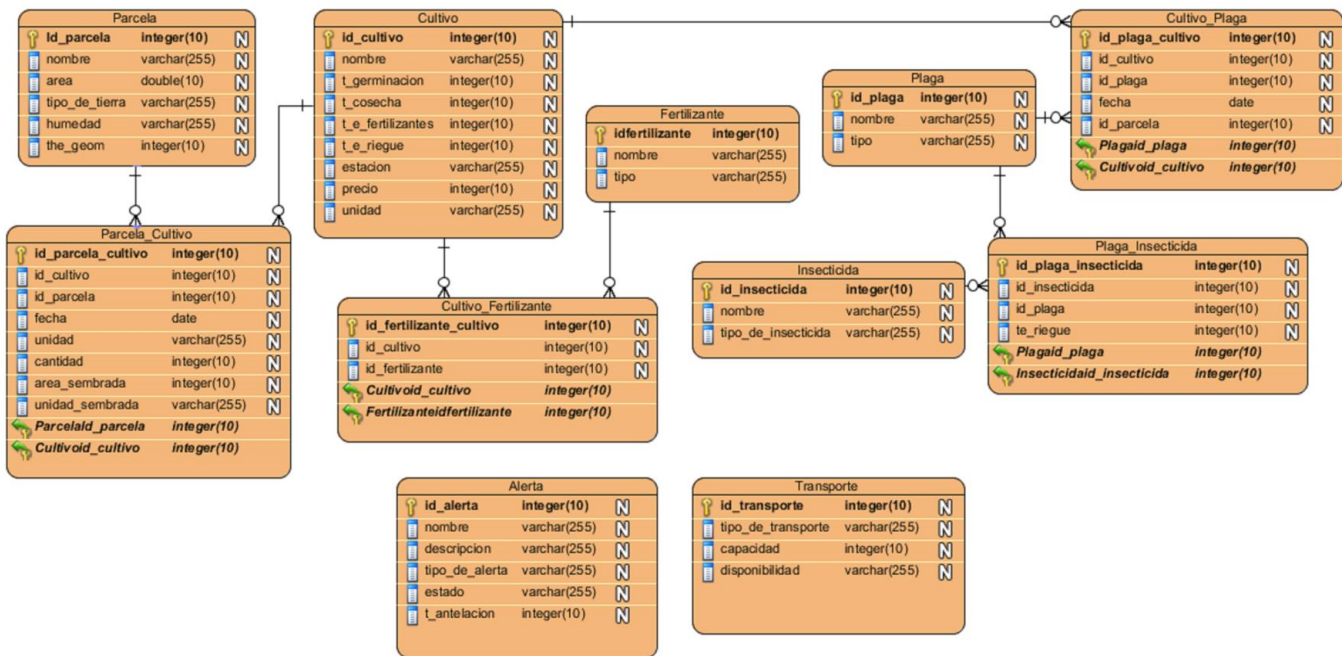 Parcela
Id_parcela integer(10) N
nombre varchar(255) N
area double(10) N
tipo_de_tierra varchar(255) N
humedad varchar(255) N
the_geom integer(10) N
Cultivo
id_cultivo integer(10) N
nombre varchar(255) N
t_germinacion integer(10) N
t_cosecha integer(10) N
t_e_fertilizantes integer(10) N
t_e_riegue integer(10) N
estacion varchar(255) N
precio integer(10) N
unidad varchar(255) N
Cultivo_Plaga
id_plaga_cultivo integer(10) N
id_cultivo integer(10) N
id_plaga integer(10) N
fecha date N
id_parcela integer(10) N
Plagaid_plaga integer(10)
Cultivoid_cultivo integer(10)
Plaga
id_plaga integer(10) N
nombre varchar(255) N
tipo varchar(255) N
Fertilizante
idfertilizante integer(10)
nombre varchar(255)
tipo varchar(255)
Parcela_Cultivo
id_parcela_cultivo integer(10) N
id_cultivo integer(10) N
id_parcela integer(10) N
fecha date N
unidad varchar(255) N
cantidad integer(10) N
area_sembrada integer(10) N
unidad_sembrada varchar(255) N
ParcelaId_parcela integer(10)
Cultivoid_cultivo integer(10)
Cultivo_Fertilizante
id_fertilizante_cultivo integer(10) N
id_cultivo integer(10) N
id_fertilizante integer(10) N
Cultivoid_cultivo integer(10)
Fertilizanteidfertilizante integer(10)
Insecticida
id_insecticida integer(10) N
nombre varchar(255) N
tipo_de_insecticida varchar(255) N
Plaga_Insecticida
id_plaga_insecticida integer(10) N
id_insecticida integer(10) N
id_plaga integer(10) N
te_riegue integer(10) N
Plagaid_plaga integer(10)
Insecticidaid_insecticida integer(10)
Alerta
id_alerta integer(10) N
nombre varchar(255) N
descripcion varchar(255) N
tipo_de_alerta varchar(255) N
estado varchar(255) N
t_antelacion integer(10) N
Transporte
id_transporte integer(10) N
tipo_de_transporte varchar(255) N
capacidad integer(10) N
disponibilidad varchar(255) N